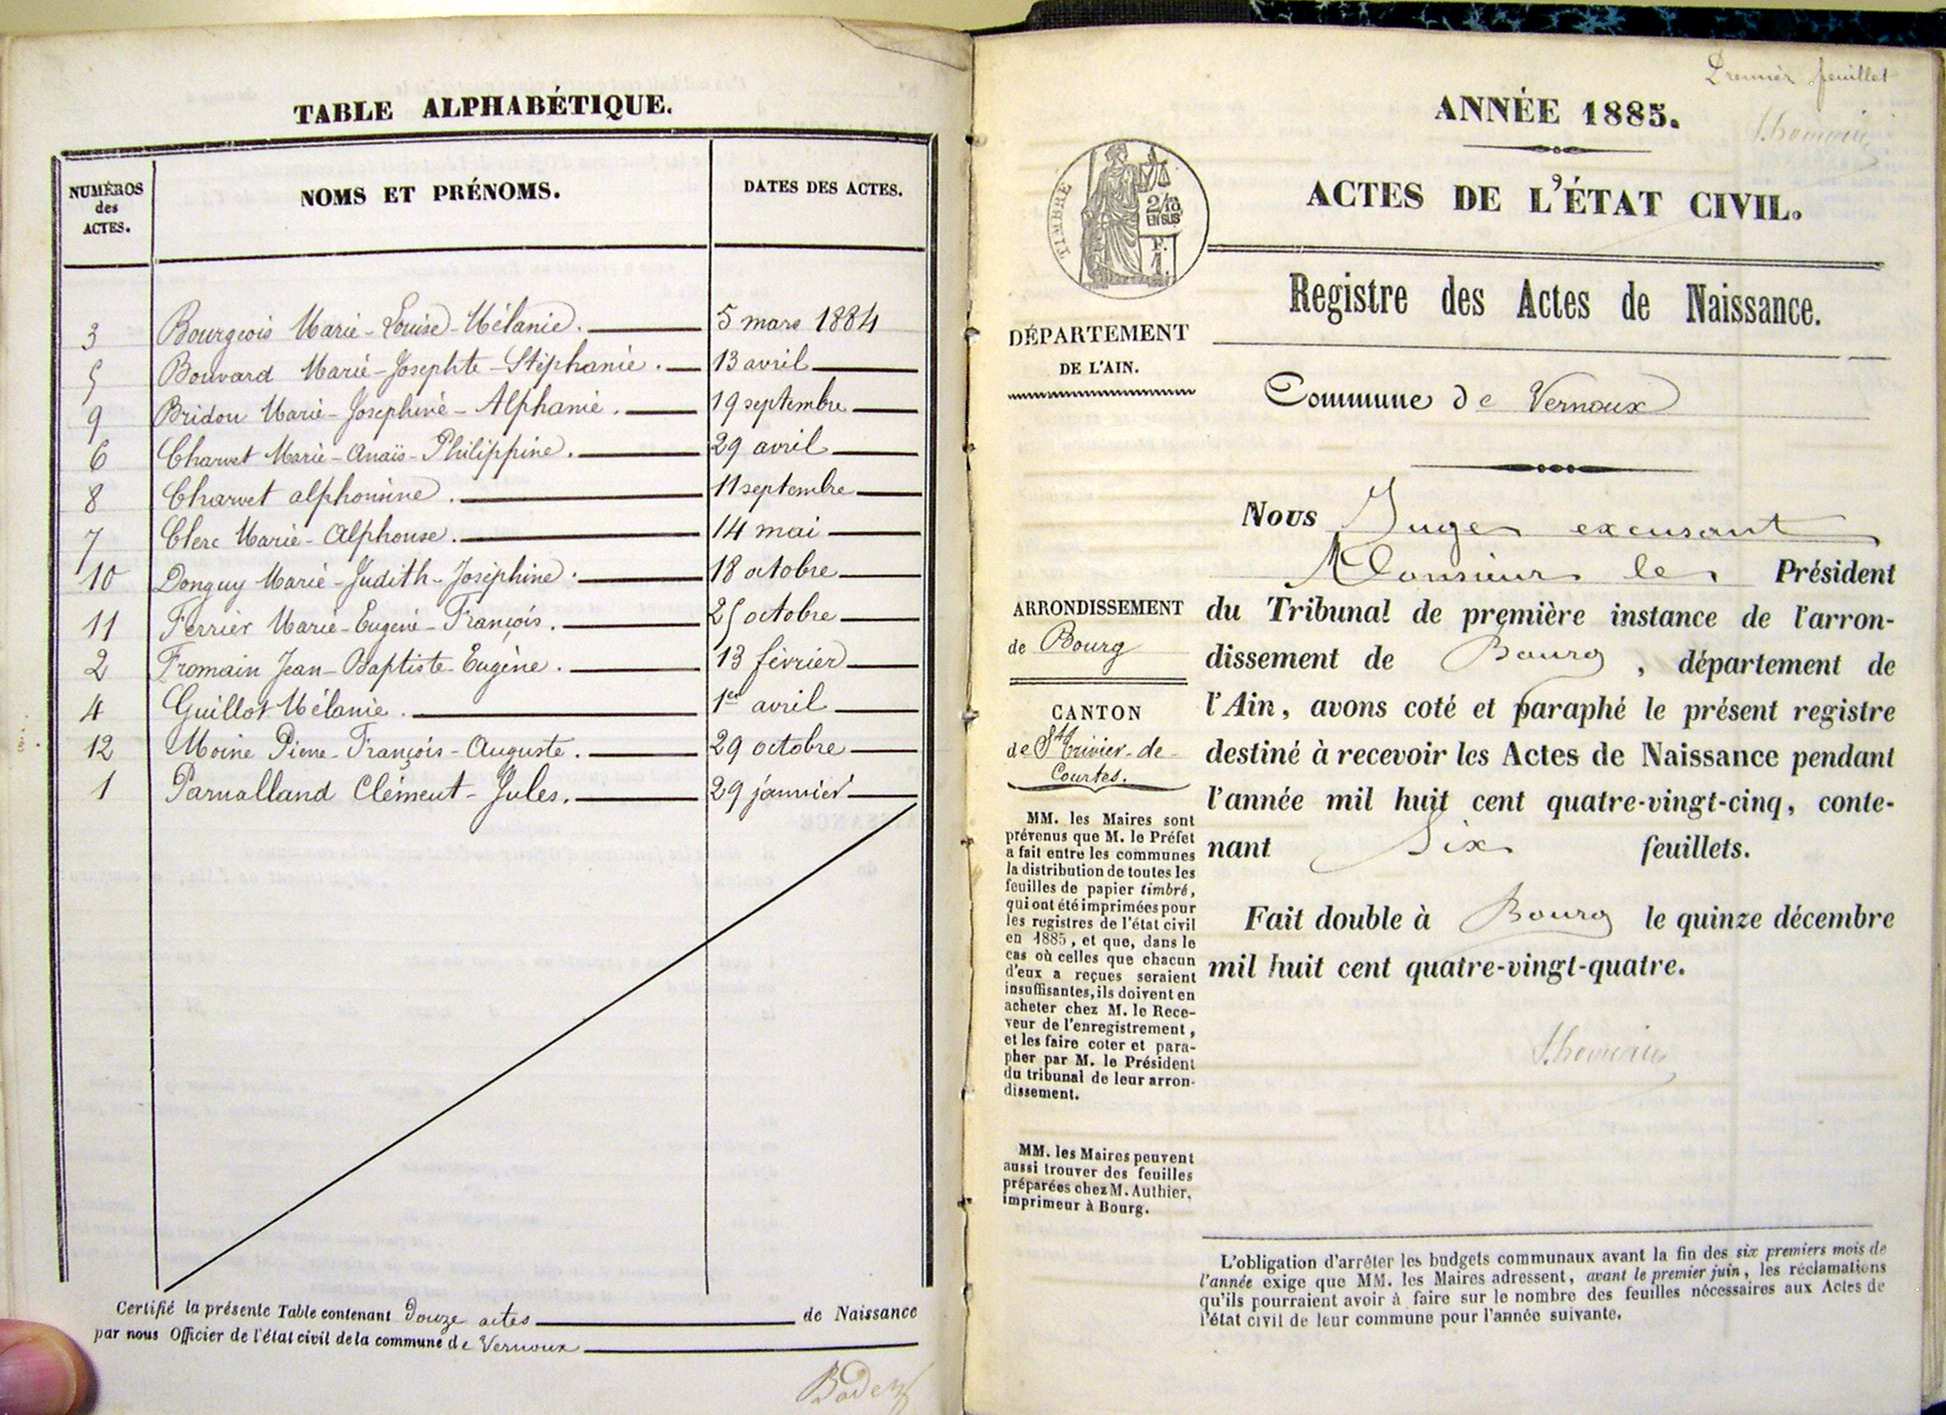 TABLE ALPHABÉTIQUE.
NUMÉROS des ACTES. NOMS ET PRÉNOMS. DATES DES ACTES.
3 Bourgeois Marie-Louise-Mélanie. 5 mars 1884
5 Bouvard Marie-Josephte-Stéphanie. 13 avril
9 Bridon Marie-Joséphine-Alphanie. 19 septembre
6 Charvet Marie-Anaïs-Philippine. 29 avril
8 Charvet alphonsine. 11 septembre
7 Clerc Marie-Alphonse. 14 mai
10 Donguy Marie-Judith-Joséphine. 18 octobre
11 Ferrier Marie-Eugène-François. 25 octobre
2 Fromain Jean-Baptiste-Eugène. 13 février
4 Guillot Mélanie. 1er avril
12 Moine Pierre-François-Auguste. 29 octobre
1 Parnalland Clément-Jules. 29 janvier
Certifié la présente Table contenant Douze actes de Naissance
par nous Officier de l'état civil de la commune de Vernoux
Premier feuillet
ANNÉE 1885.
ACTES DE L'ÉTAT CIVIL.
TIMBRE
2/10
EN SUS
F.
1.
Registre des Actes de Naissance.
DÉPARTEMENT
DE L'AIN.
Commune de Vernoux
ARRONDISSEMENT
de Bourg
CANTON
de St Trivier-de-
Courtes.
MM. les Maires sont
prévenus que M. le Préfet
a fait entre les communes
la distribution de toutes les
feuilles de papier timbré,
qui ont été imprimées pour
les registres de l'état civil
en 1885, et que, dans le
cas où celles que chacun
d'eux a reçues seraient
insuffisantes, ils doivent en
acheter chez M. le Rece-
veur de l'enregistrement,
et les faire coter et para-
pher par M. le Président
du tribunal de leur arron-
dissement.
MM. les Maires peuvent
aussi trouver des feuilles
préparées chez M. Authier,
imprimeur à Bourg.
Nous Juge excusant
Monsieur le Président
du Tribunal de première instance de l'arron-
dissement de Bourg, département de
l'Ain, avons coté et paraphé le présent registre
destiné à recevoir les Actes de Naissance pendant
l'année mil huit cent quatre-vingt-cinq, conte-
nant Six feuillets.
Fait double à Bourg le quinze décembre
mil huit cent quatre-vingt-quatre.
L'obligation d'arrêter les budgets communaux avant la fin des six premiers mois de
l'année exige que MM. les Maires adressent, avant le premier juin, les réclamations
qu'ils pourraient avoir à faire sur le nombre des feuilles nécessaires aux Actes de
l'état civil de leur commune pour l'année suivante.